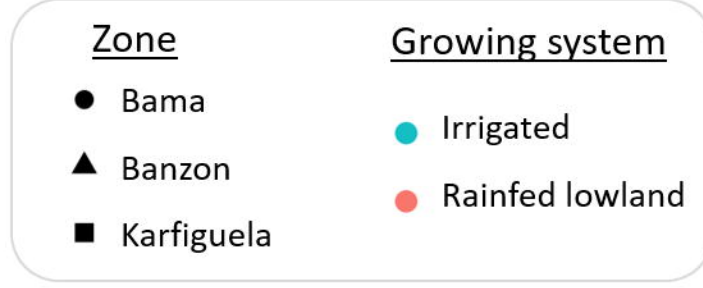 Zone
Bama
Banzon
Karfiguela
Growing system
Irrigated
Rainfed lowland